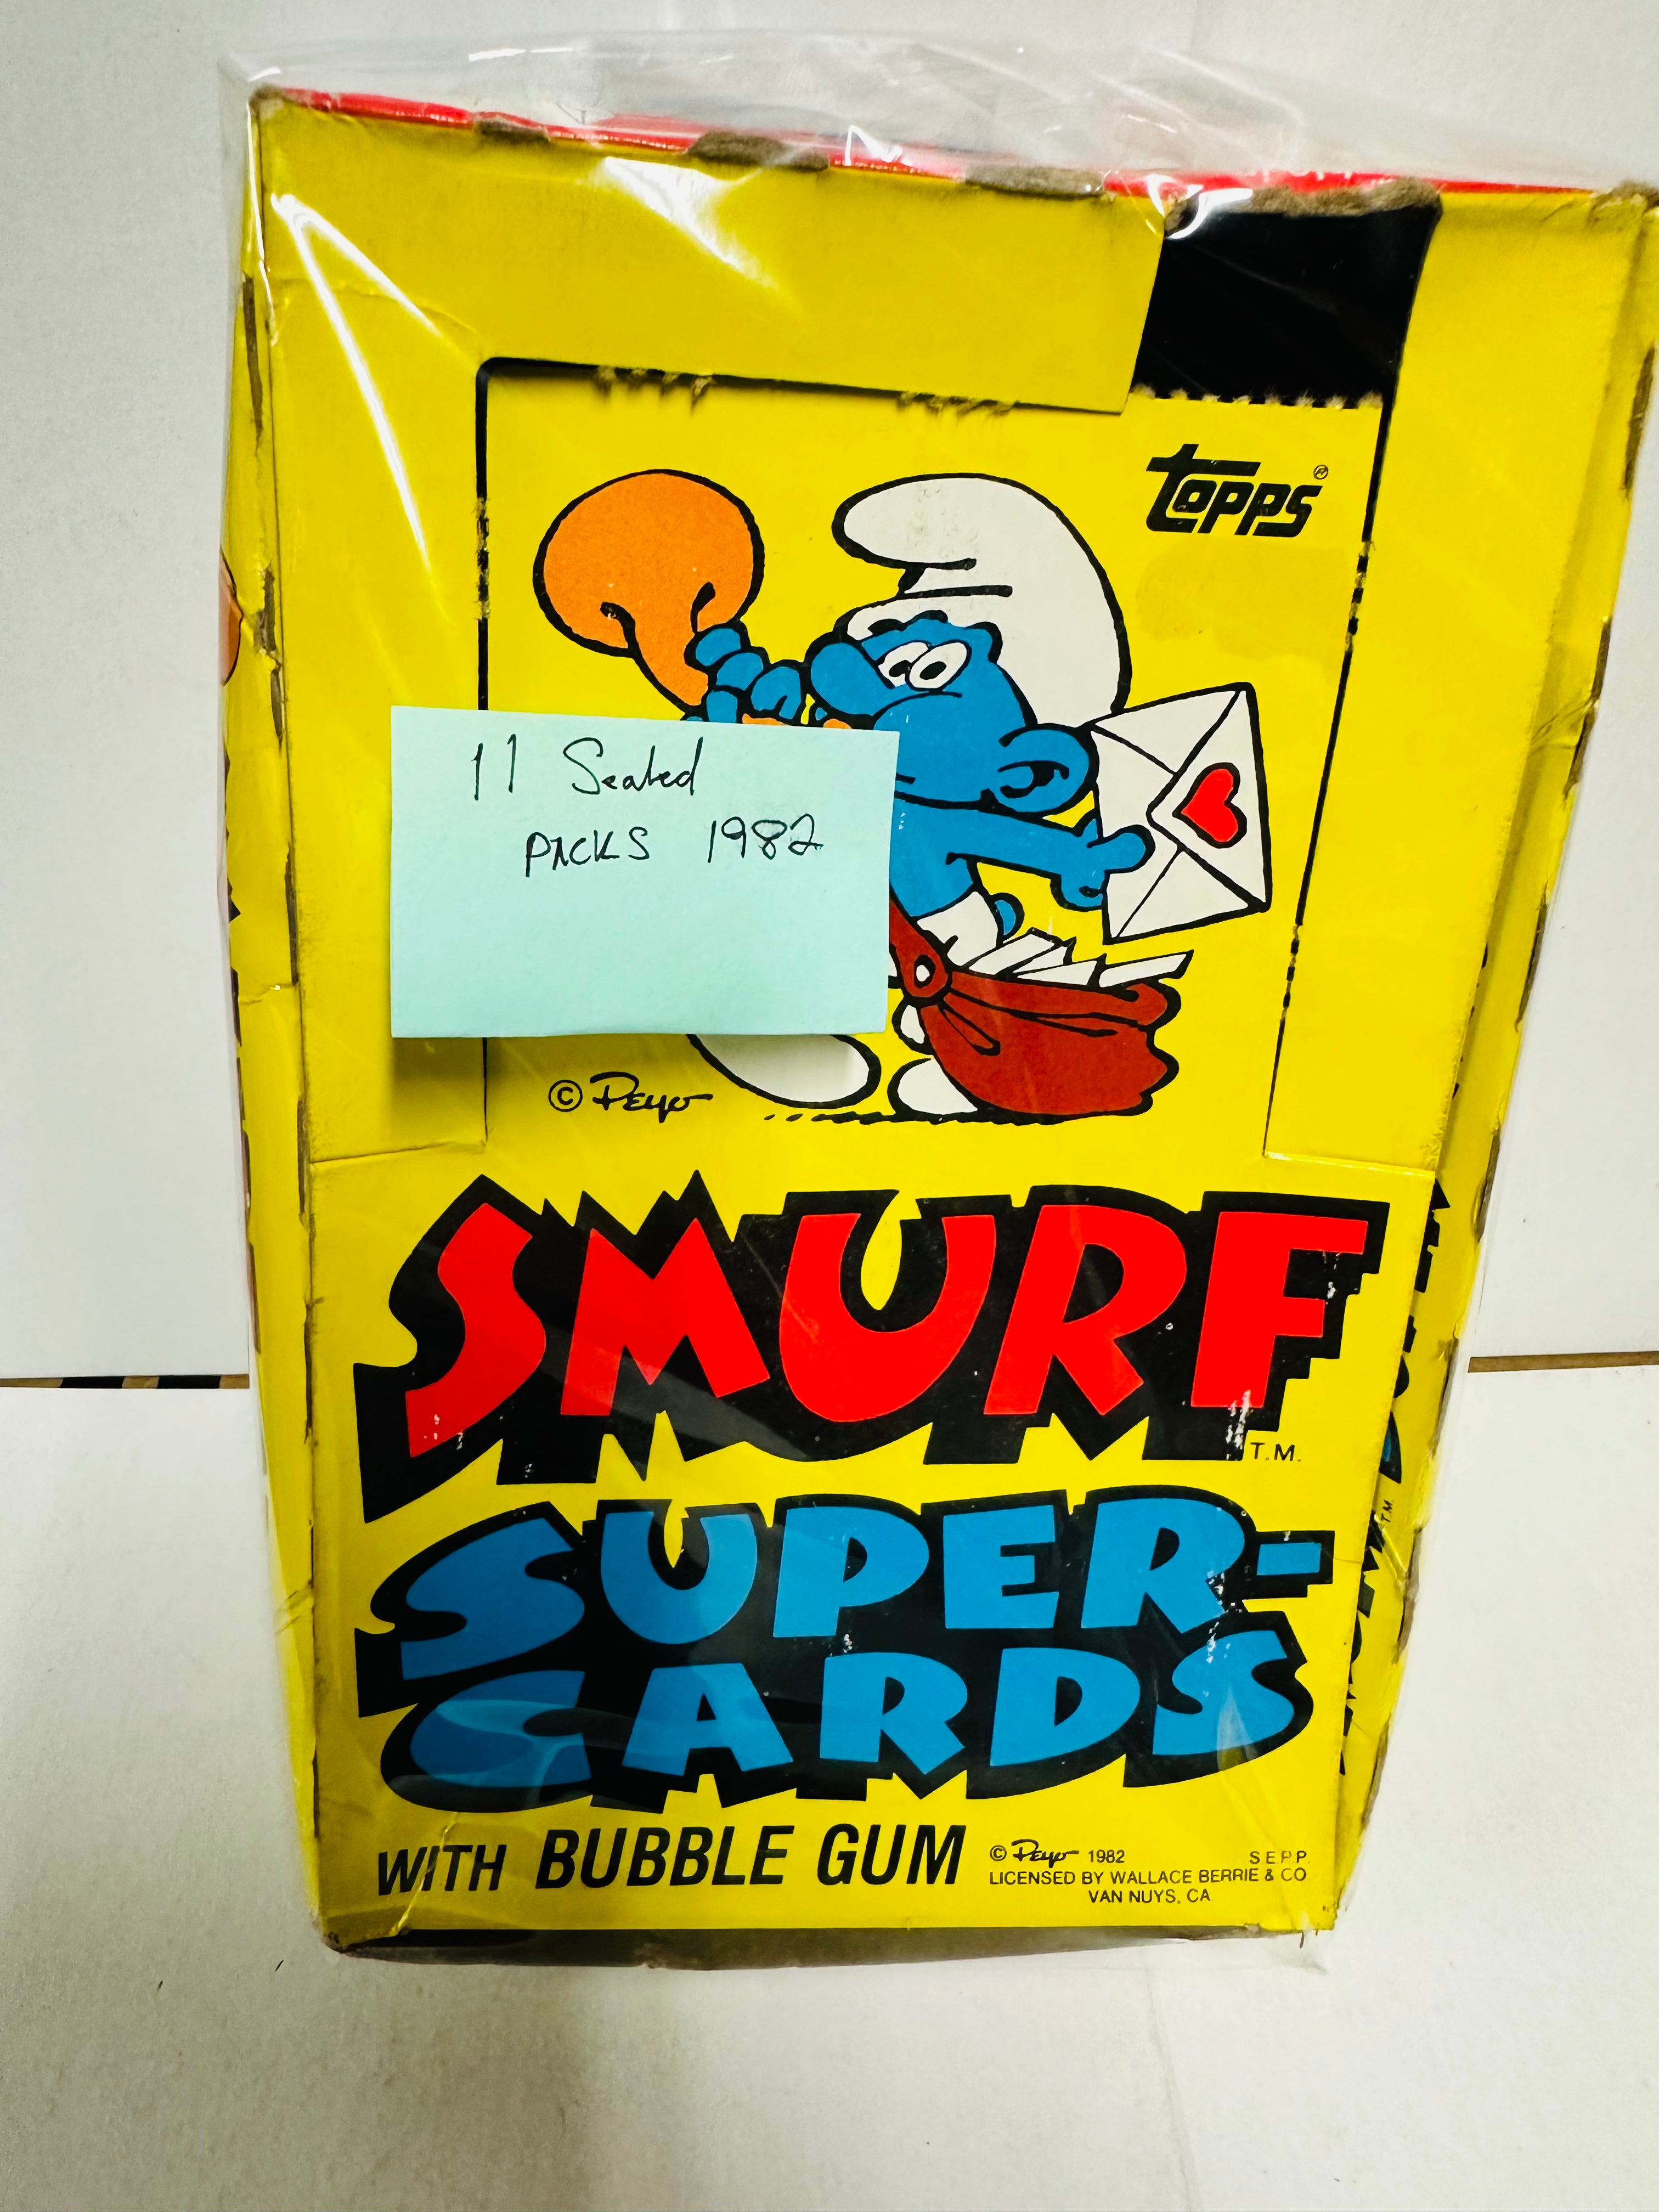 TOPPS®
11 Sealed
PACKS 1982
© Peyo
SMURF
T.M.
SUPER-
CARDS
WITH BUBBLE GUM
© Peyo 1982 S.E.P.P.
LICENSED BY WALLACE BERRIE & CO
VAN NUYS, CA
T.M.